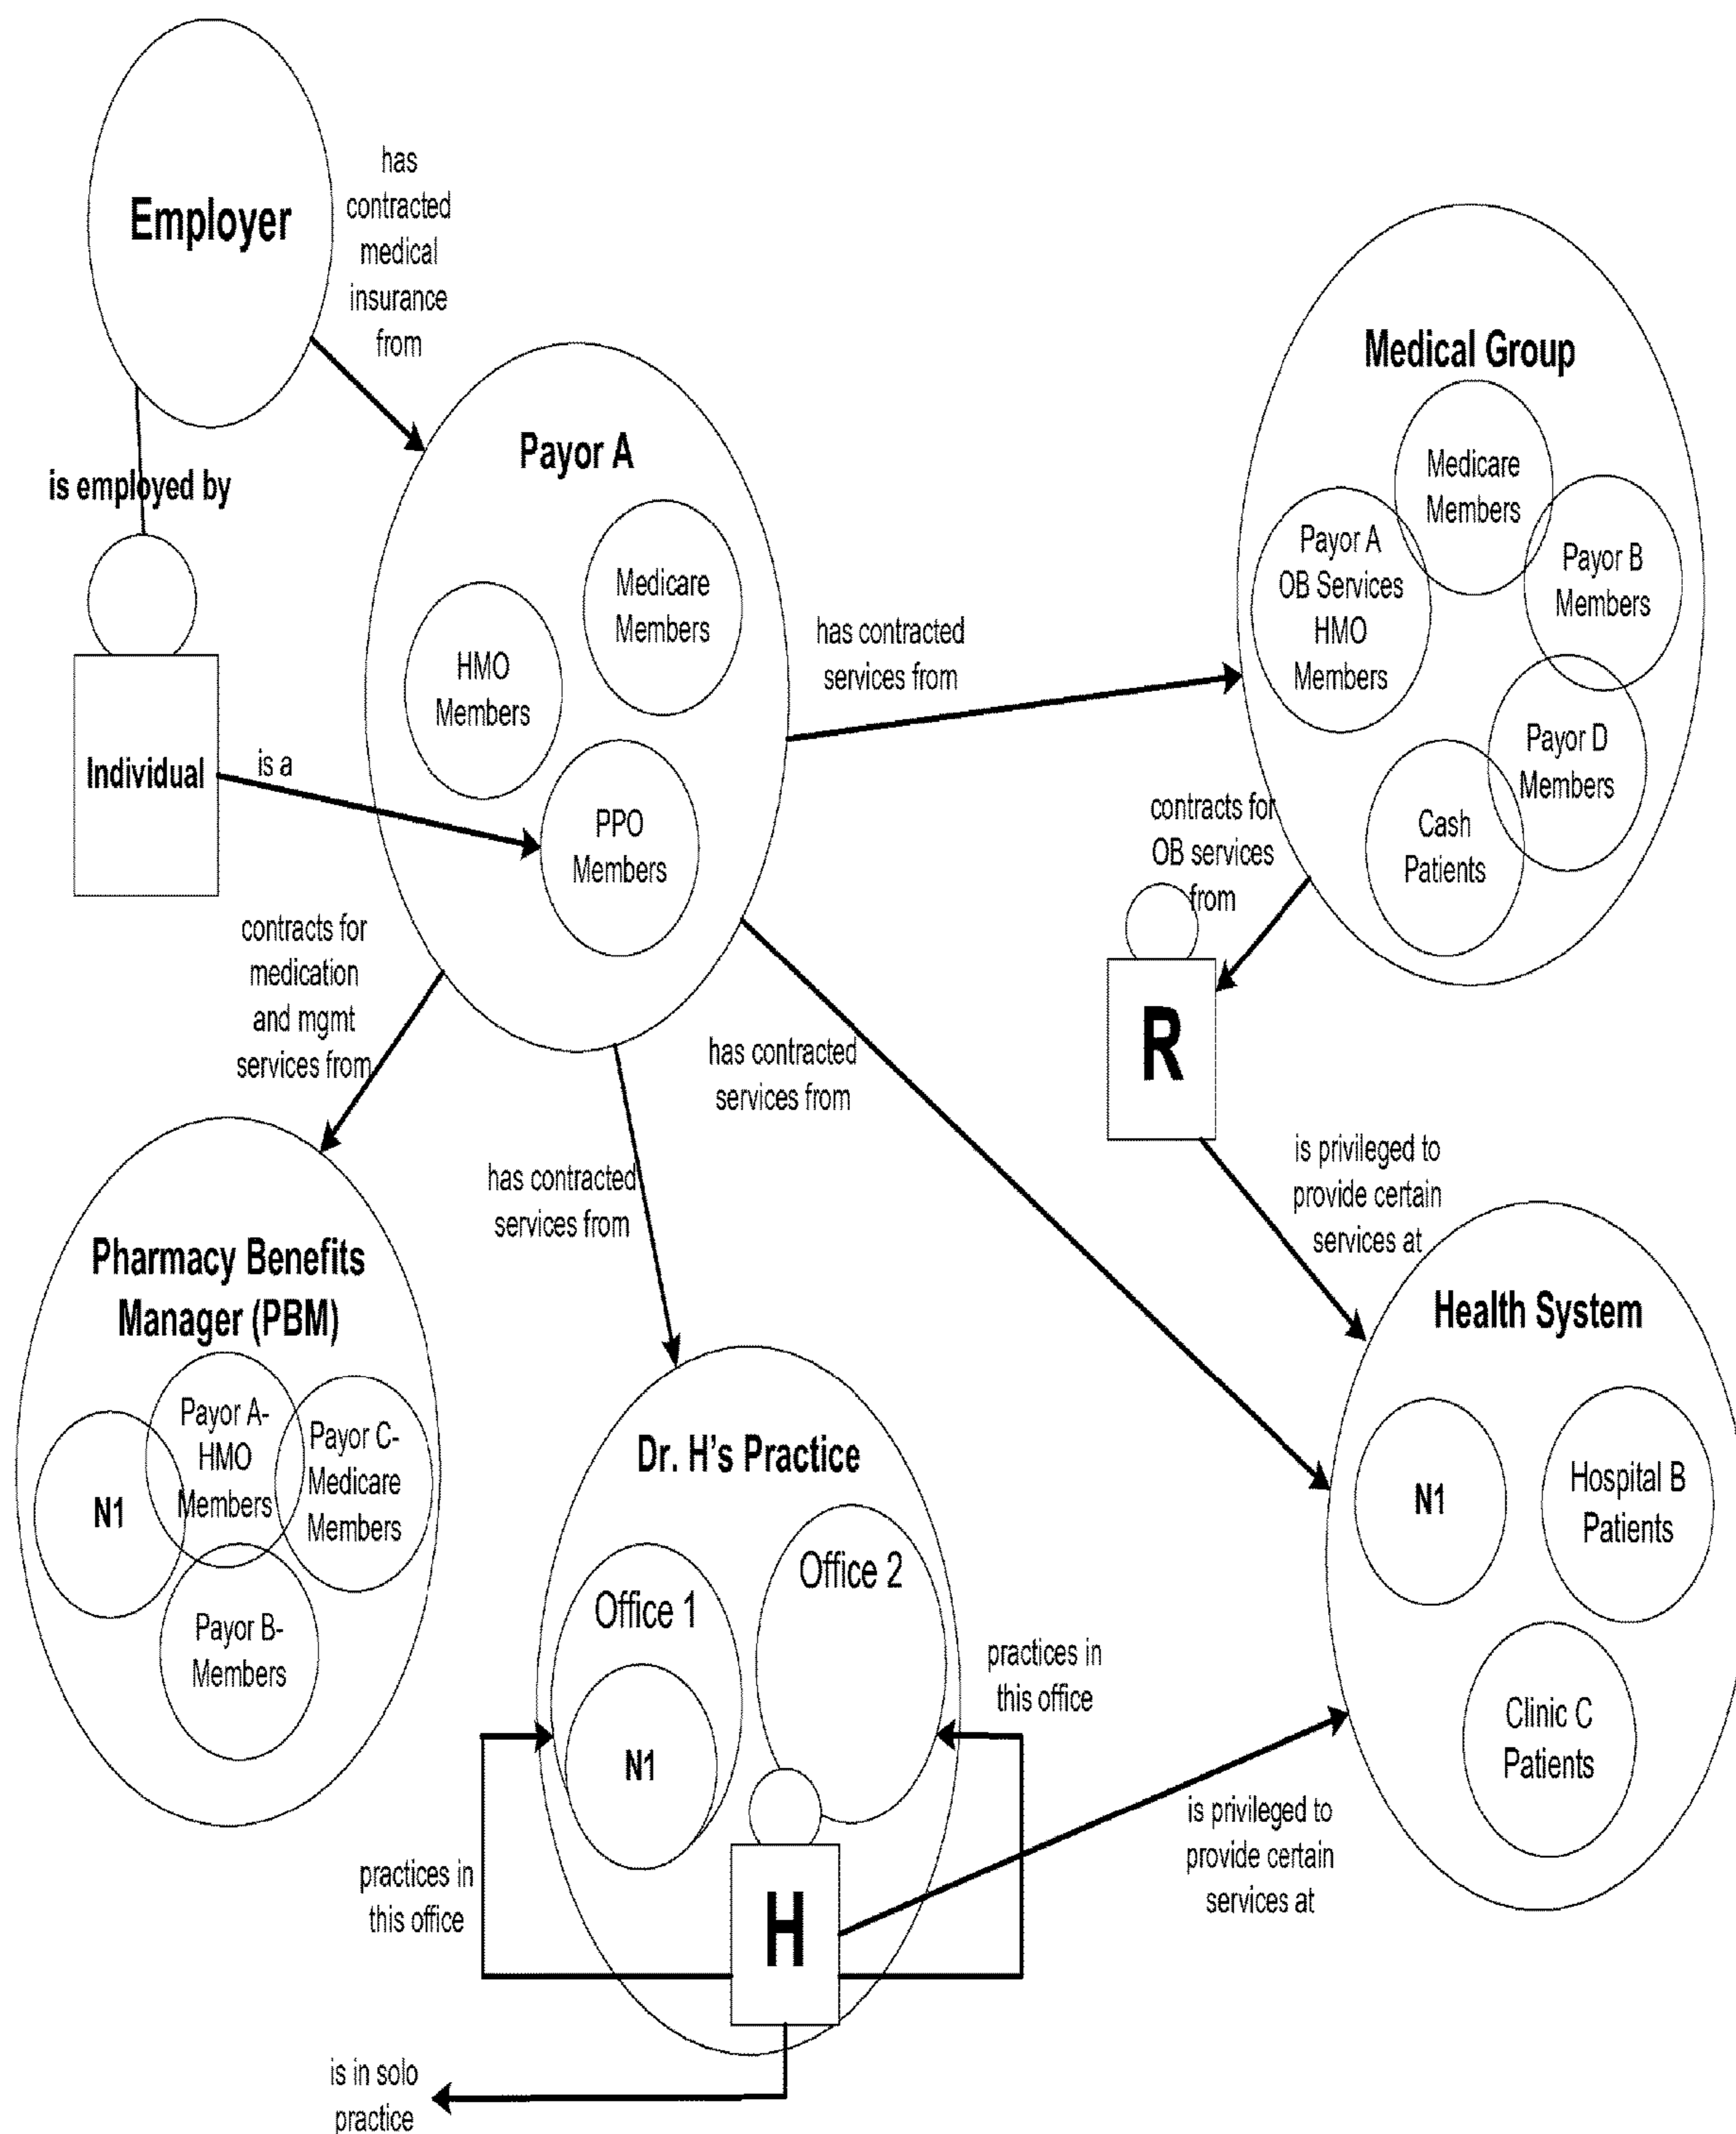 Employer
has
contracted
medical
insurance
from
is employed by
Individual
is a
Payor A
Medicare
Members
HMO
Members
PPO
Members
has contracted
services from
Medical Group
Medicare
Members
Payor A
OB Services
HMO
Members
Payor B
Members
Payor D
Members
Cash
Patients
contracts for
OB services
from
R
is privileged to
provide certain
services at
contracts for
medication
and mgmt
services from
has contracted
services from
has contracted
services from
Pharmacy Benefits
Manager (PBM)
Payor A-
HMO
Members
Payor C-
Medicare
Members
N1
Payor B-
Members
Dr. H's Practice
Office 1
Office 2
N1
H
practices in
this office
practices in
this office
is privileged to
provide certain
services at
Health System
N1
Hospital B
Patients
Clinic C
Patients
is in solo
practice